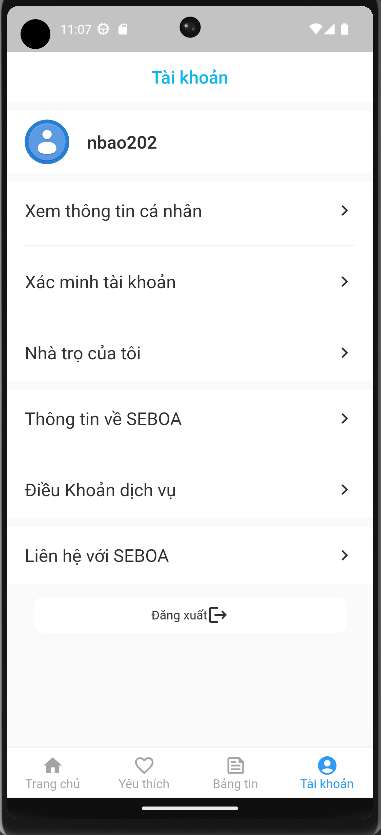 11:07
Tài khoản
nbao202
Xem thông tin cá nhân
Xác minh tài khoản
Nhà trọ của tôi
Thông tin về SEBOA
Điều Khoản dịch vụ
Liên hệ với SEBOA
Đăng xuất
Trang chủ
Yêu thích
Bảng tin
Tài khoản